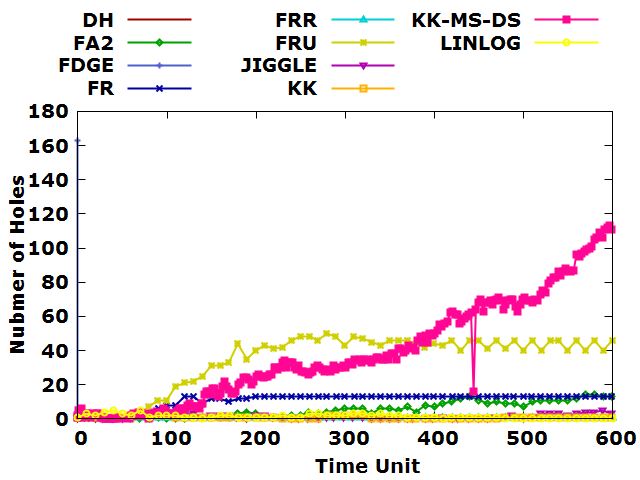 DH FRR KK-MS-DS
FA2 FRU LINLOG
FDGE JIGGLE
FR KK
180
160
140
120
100
80
60
40
20
0
Nubmer of Holes
0 100 200 300 400 500 600
Time Unit